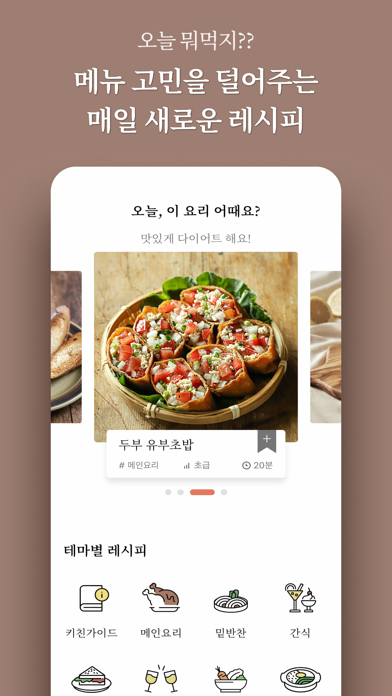 오늘 뭐먹지??
메뉴 고민을 덜어주는
매일 새로운 레시피
오늘, 이 요리 어때요?
맛있게 다이어트 해요!
두부 유부초밥
# 메인요리 초급 20분
테마별 레시피
키친가이드 메인요리 밑반찬 간식